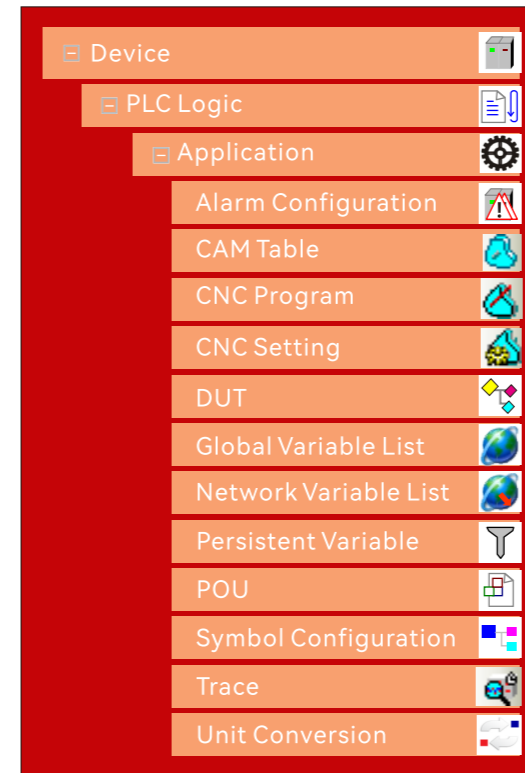 Device
PLC Logic
Application
Alarm Configuration
CAM Table
CNC Program
CNC Setting
DUT
Global Variable List
Network Variable List
Persistent Variable
POU
Symbol Configuration
Trace
Unit Conversion